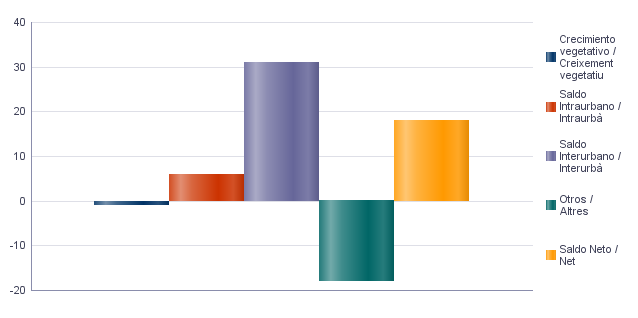 40
30
20
10
0
-10
-20
Crecimiento
vegetativo /
Creixement
vegetatiu
Saldo
Intraurbano /
Intraurbà
Saldo
Interurbano /
Interurbà
Otros /
Altres
Saldo Neto /
Net